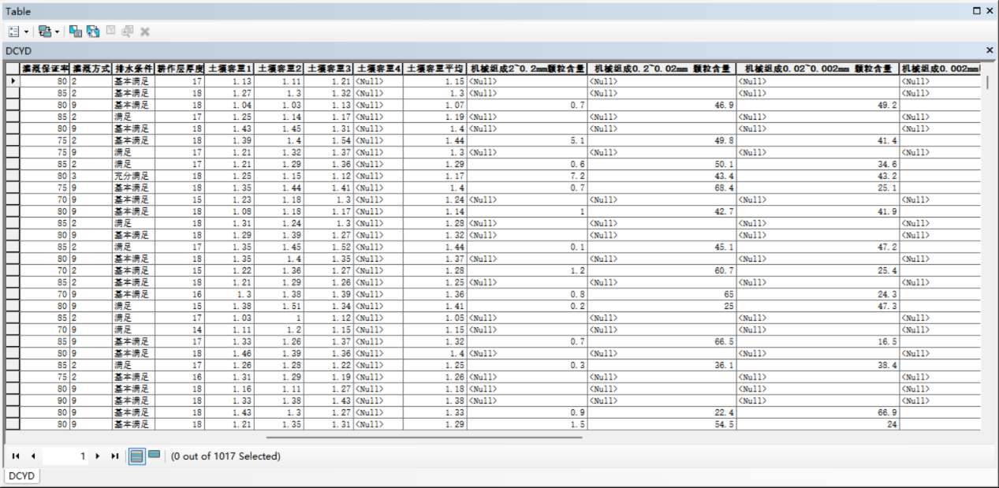 Table
DCYD
灌溉保证率 灌溉方式 排水条件 耕作层厚度 土壤容重1 土壤容重2 土壤容重3 土壤容重4 土壤容重平均 机械组成2~0.2mm颗粒含量 机械组成0.2~0.02mm 颗粒含量 机械组成0.02~0.002mm 颗粒含量 机械组成0.002mm
80 2 基本满足 17 1.13 1.11 1.21 <Null> 1.15 <Null> <Null> <Null> <Null>
85 2 基本满足 18 1.27 1.3 1.32 <Null> 1.3 <Null> <Null> <Null> <Null>
80 9 基本满足 18 1.04 1.03 1.13 <Null> 1.07 0.7 46.9 49.2
85 2 满足 17 1.25 1.14 1.17 <Null> 1.19 <Null> <Null> <Null> <Null>
80 9 基本满足 18 1.43 1.45 1.31 <Null> 1.4 <Null> <Null> <Null> <Null>
75 2 基本满足 18 1.39 1.4 1.54 <Null> 1.44 5.1 49.8 41.4
75 9 满足 17 1.21 1.32 1.37 <Null> 1.3 <Null> <Null> <Null> <Null>
85 2 满足 17 1.21 1.29 1.36 <Null> 1.29 0.6 50.1 34.6
80 3 充分满足 18 1.25 1.15 1.12 <Null> 1.17 7.2 43.4 43.2
75 9 基本满足 18 1.35 1.44 1.41 <Null> 1.4 0.7 68.4 25.1
70 9 基本满足 15 1.23 1.18 1.3 <Null> 1.24 <Null> <Null> <Null> <Null>
80 9 基本满足 18 1.08 1.18 1.17 <Null> 1.14 1 42.7 41.9
85 2 满足 18 1.31 1.24 1.3 <Null> 1.28 <Null> <Null> <Null> <Null>
80 9 基本满足 18 1.29 1.39 1.27 <Null> 1.32 <Null> <Null> <Null> <Null>
85 2 满足 17 1.35 1.45 1.52 <Null> 1.44 0.1 45.1 47.2
80 9 基本满足 18 1.35 1.4 1.35 <Null> 1.37 <Null> <Null> <Null> <Null>
70 2 基本满足 15 1.22 1.36 1.27 <Null> 1.28 1.2 60.7 25.4
85 2 基本满足 18 1.21 1.29 1.26 <Null> 1.25 <Null> <Null> <Null> <Null>
70 9 基本满足 16 1.3 1.38 1.39 <Null> 1.36 0.8 65 24.3
80 9 满足 15 1.38 1.51 1.34 <Null> 1.41 0.2 25 47.3
85 2 满足 17 1.03 1 1.12 <Null> 1.05 <Null> <Null> <Null> <Null>
70 9 满足 14 1.11 1.2 1.15 <Null> 1.15 <Null> <Null> <Null> <Null>
85 9 基本满足 17 1.33 1.26 1.37 <Null> 1.32 0.7 66.5 16.5
80 9 基本满足 18 1.46 1.39 1.36 <Null> 1.4 <Null> <Null> <Null> <Null>
85 2 满足 17 1.26 1.28 1.22 <Null> 1.25 0.3 36.1 38.4
75 2 基本满足 16 1.31 1.29 1.19 <Null> 1.26 <Null> <Null> <Null> <Null>
80 9 基本满足 18 1.16 1.11 1.27 <Null> 1.18 <Null> <Null> <Null> <Null>
90 9 基本满足 18 1.33 1.38 1.43 <Null> 1.38 <Null> <Null> <Null> <Null>
80 9 基本满足 18 1.43 1.3 1.27 <Null> 1.33 0.9 22.4 66.9
80 9 基本满足 18 1.21 1.35 1.31 <Null> 1.29 1.5 54.5 24
1 (0 out of 1017 Selected)
DCYD